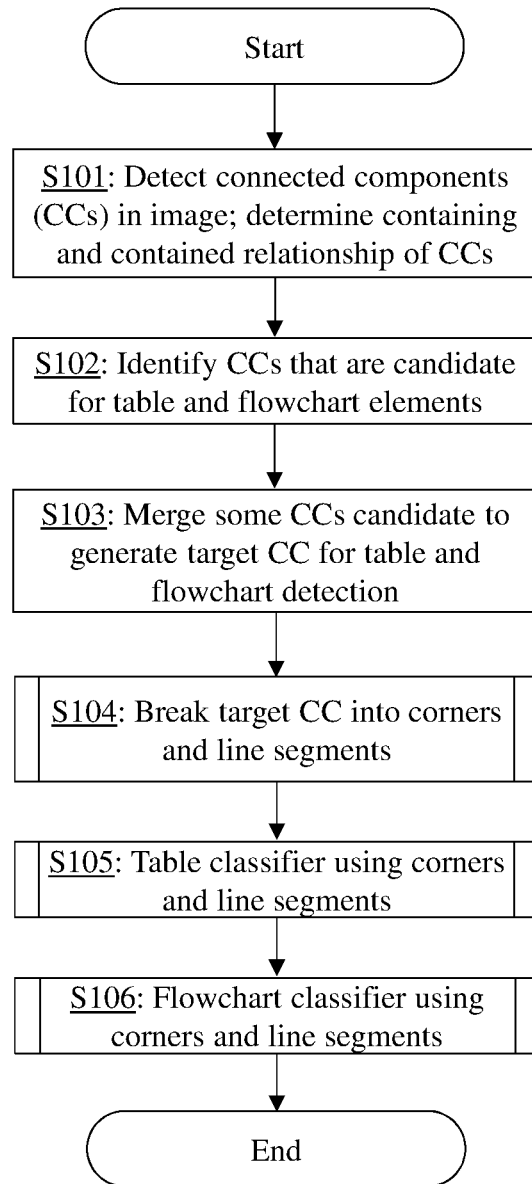 Start
S101: Detect connected components
(CCs) in image; determine containing
and contained relationship of CCs
S102: Identify CCs that are candidate
for table and flowchart elements
S103: Merge some CCs candidate to
generate target CC for table and
flowchart detection
S104: Break target CC into corners
and line segments
S105: Table classifier using corners
and line segments
S106: Flowchart classifier using
corners and line segments
End